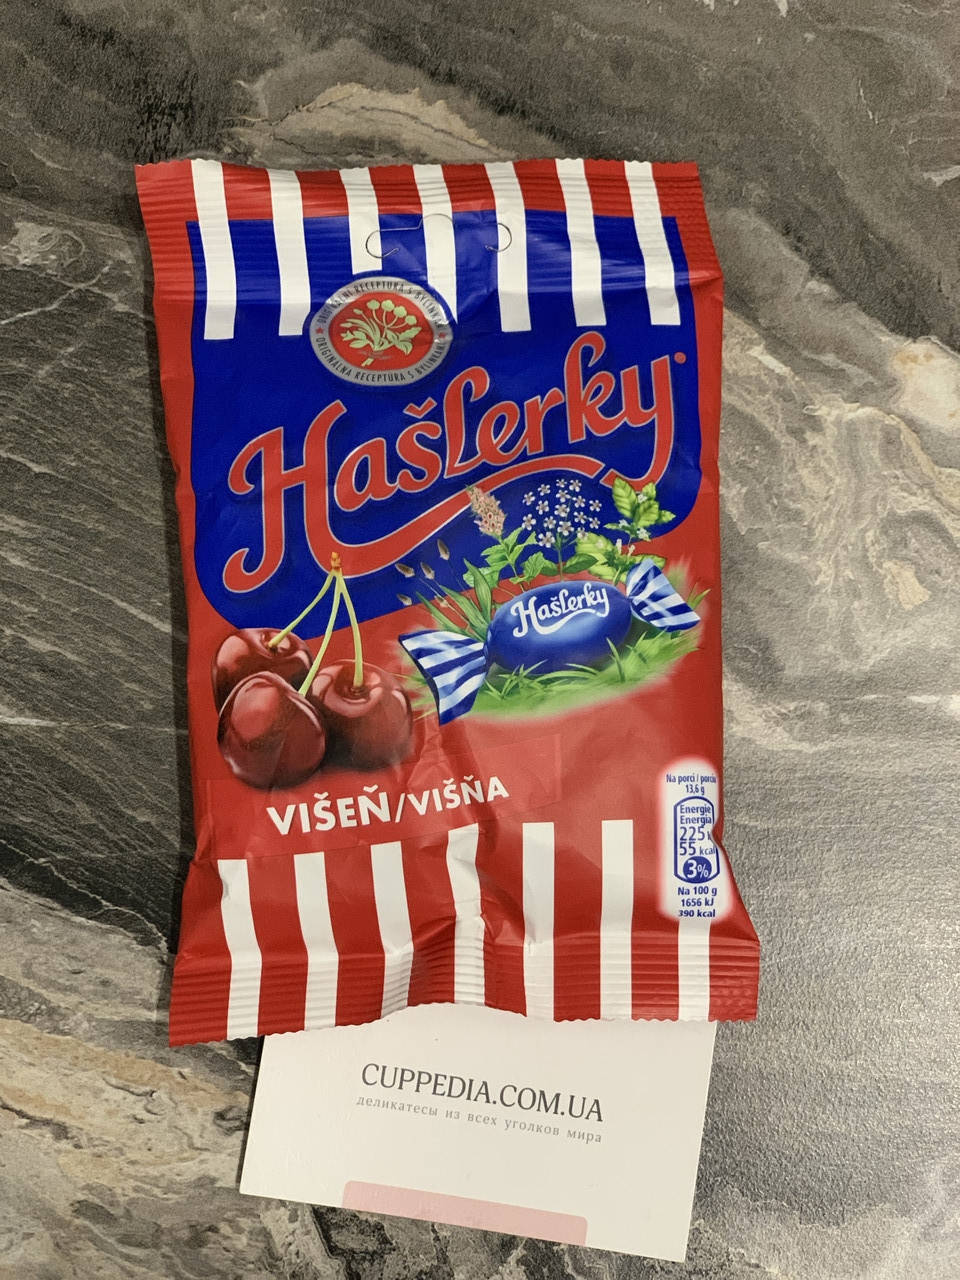 ORIGINÁLNÍ RECEPTURA S BYLINKAMI
ORIGINÁLNA RECEPTÚRA S BYLINKAMI
Hašlerky
Hašlerky
VIŠEŇ/VIŠŇA
Na porci / porciu
13,6 g
Energie
Energia
225
55 kcal
3%
Na 100 g
1656 kJ
390 kcal
CUPPEDIA.COM.UA
деликатесы из всех уголков мира